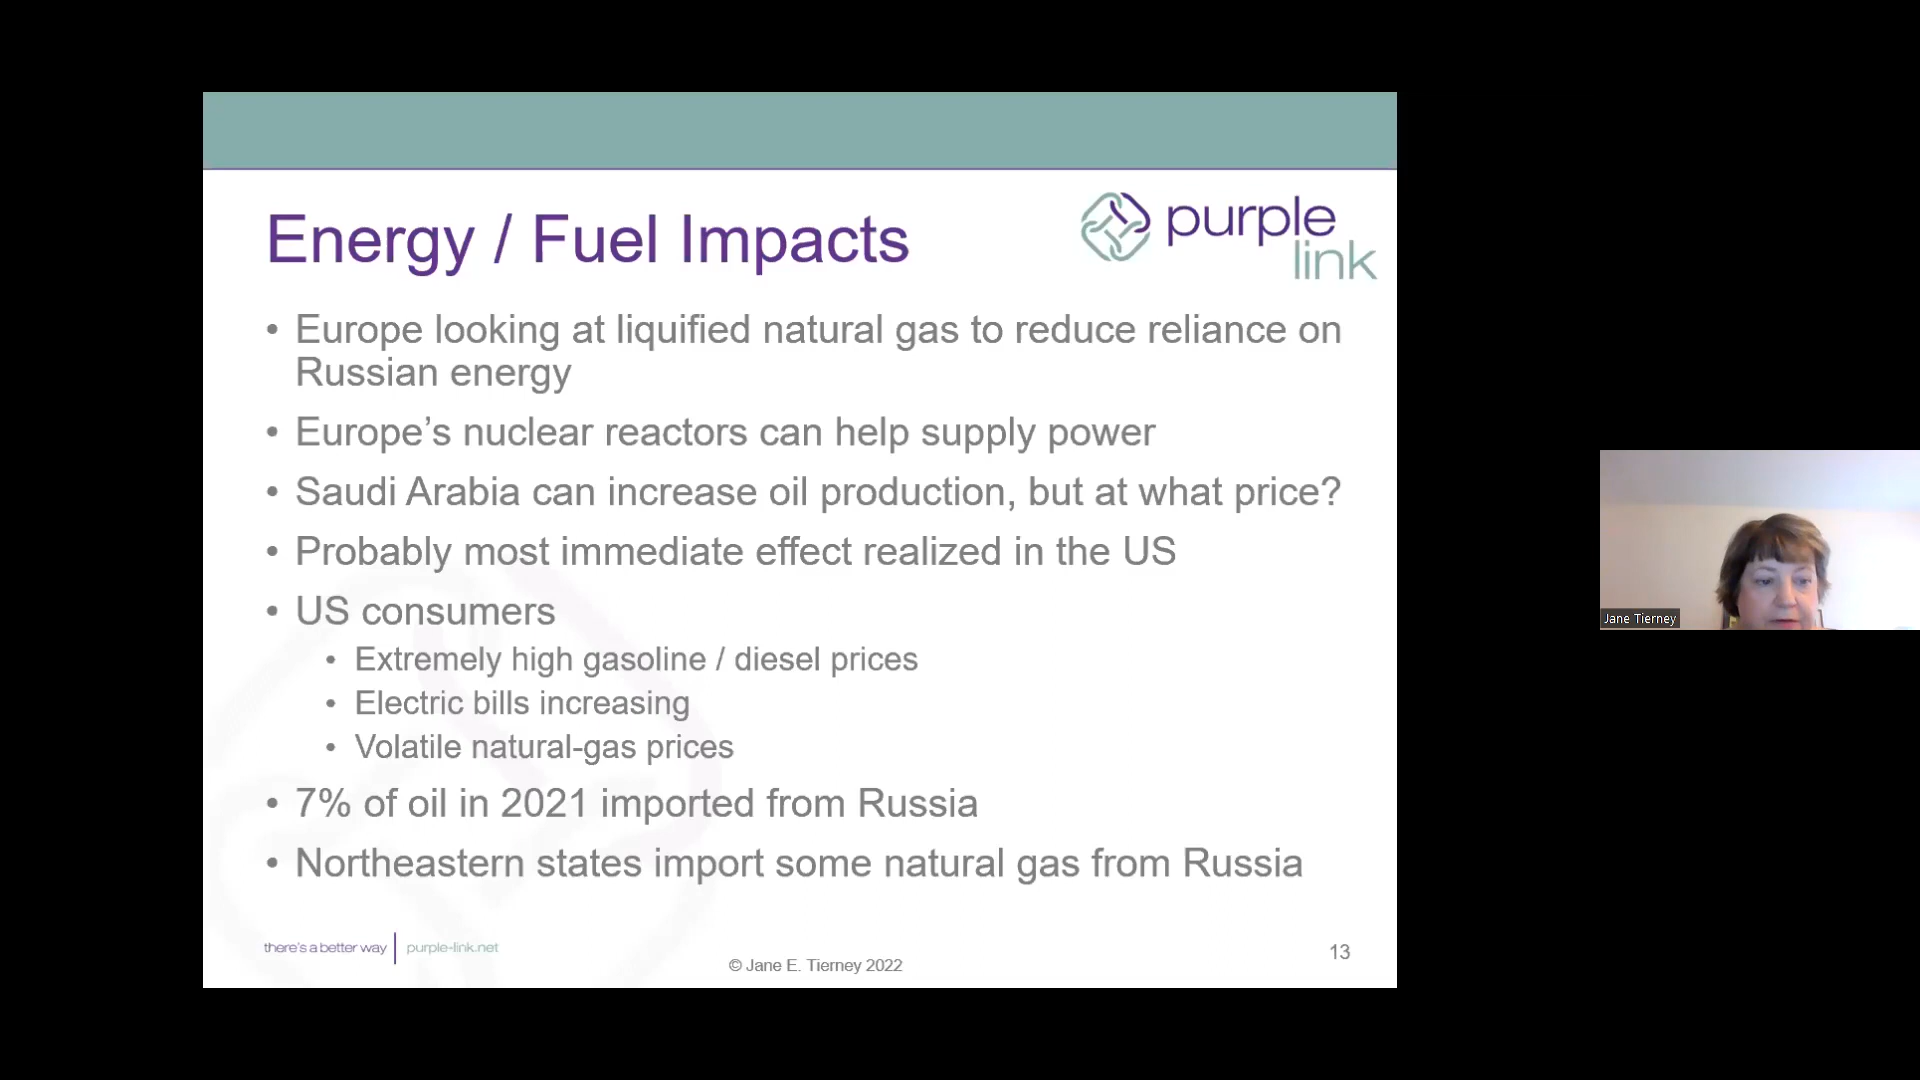 Energy / Fuel Impacts
purple
link
• Europe looking at liquified natural gas to reduce reliance on
Russian energy
• Europe’s nuclear reactors can help supply power
• Saudi Arabia can increase oil production, but at what price?
• Probably most immediate effect realized in the US
• US consumers
• Extremely high gasoline / diesel prices
• Electric bills increasing
• Volatile natural-gas prices
• 7% of oil in 2021 imported from Russia
• Northeastern states import some natural gas from Russia
there's a better way | purple-link.net
© Jane E. Tierney 2022
13
Jane Tierney